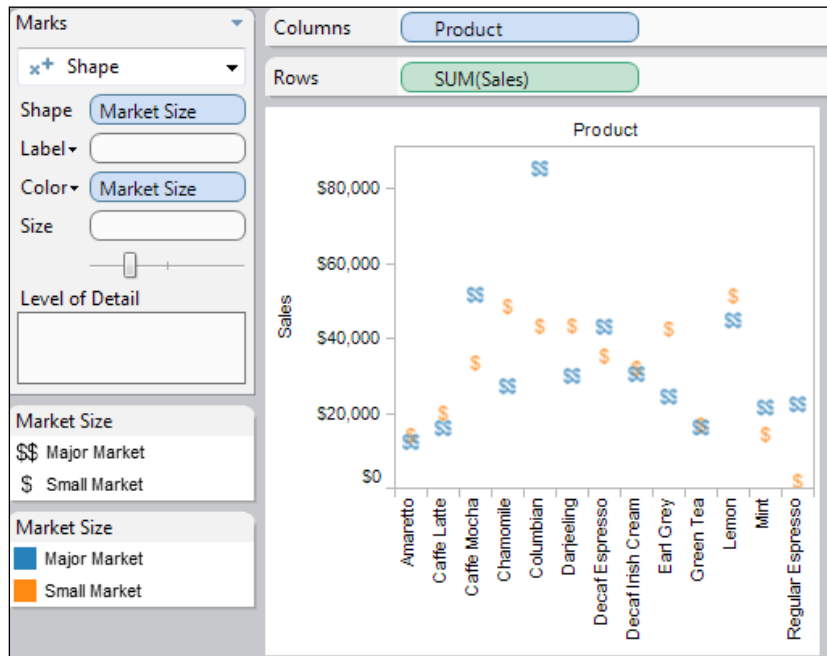 Marks
Shape
Shape Market Size
Label
Color Market Size
Size
Level of Detail
Market Size
$$ Major Market
$ Small Market
Market Size
Major Market
Small Market
Columns Product
Rows SUM(Sales)
Product
Sales
$80,000
$60,000
$40,000
$20,000
$0
$$
$
$$
$
$$
$
$
$$
$$
$
$
$$
$$
$
$
$$
$
$$
$
$$
$
$$
$$
$
$$
$
Amaretto
Caffe Latte
Caffe Mocha
Chamomile
Columbian
Darjeeling
Decaf Espresso
Decaf Irish Cream
Earl Grey
Green Tea
Lemon
Mint
Regular Espresso